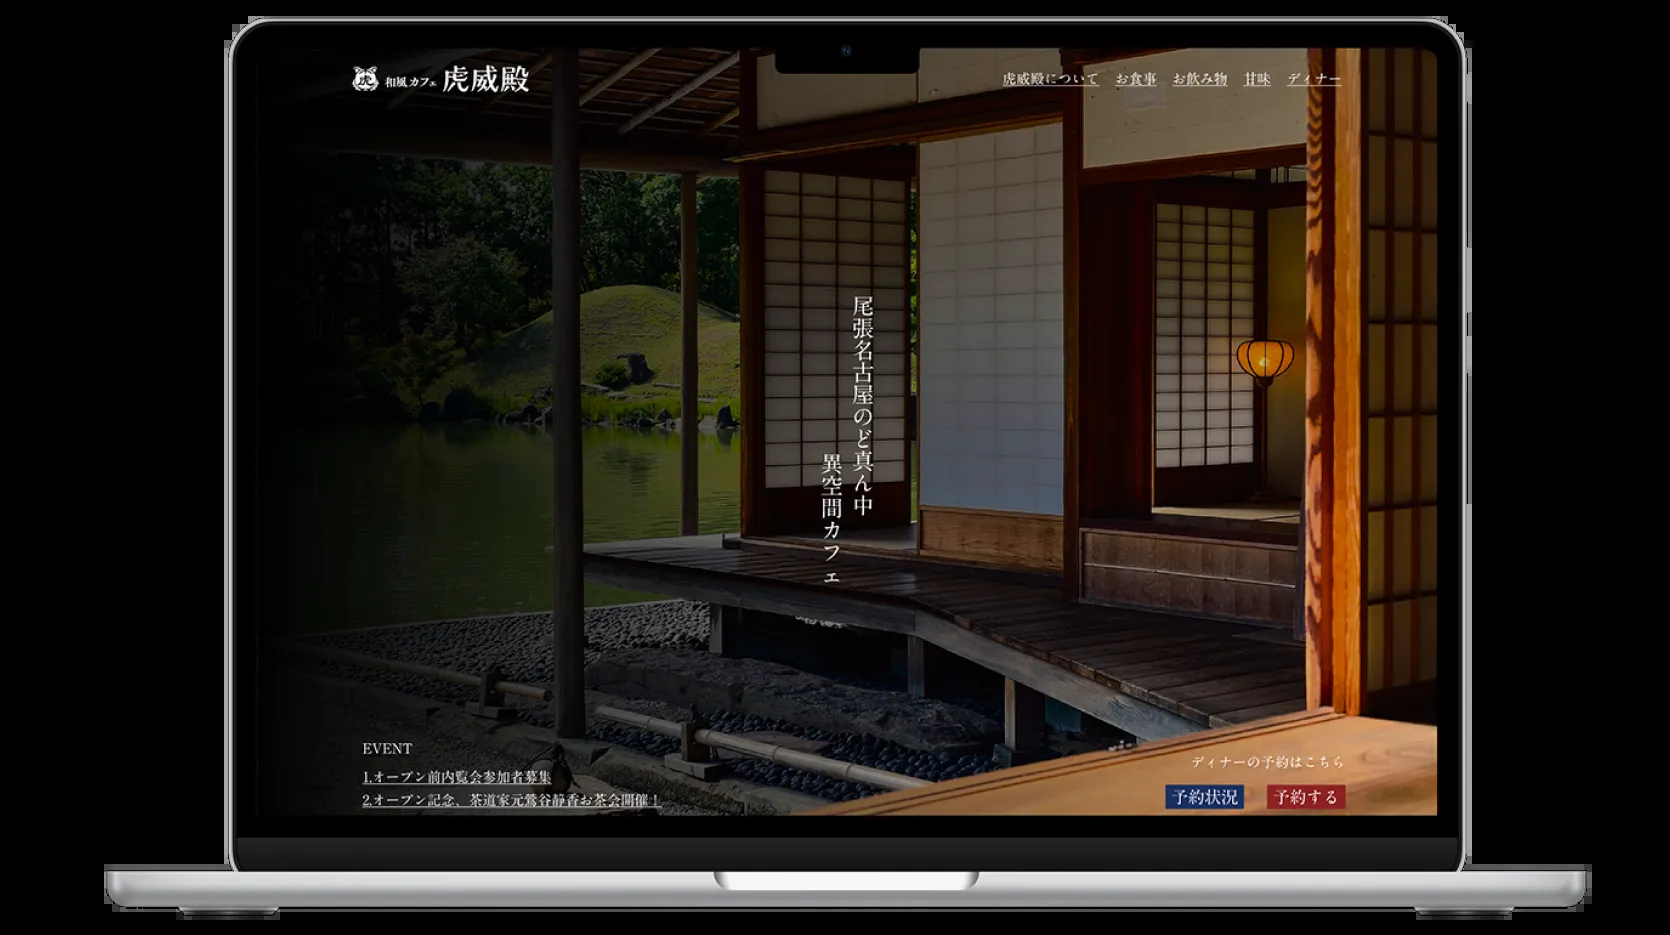 虎 和風カフェ 虎威殿
虎威殿について お食事 お飲み物 甘味 ディナー
尾張名古屋のど真ん中
異空間カフェ
EVENT
1.オープン前内覧会参加者募集
2.オープン記念、茶道家元鶯谷静香お茶会開催！
ディナーの予約はこちら
予約状況 予約する